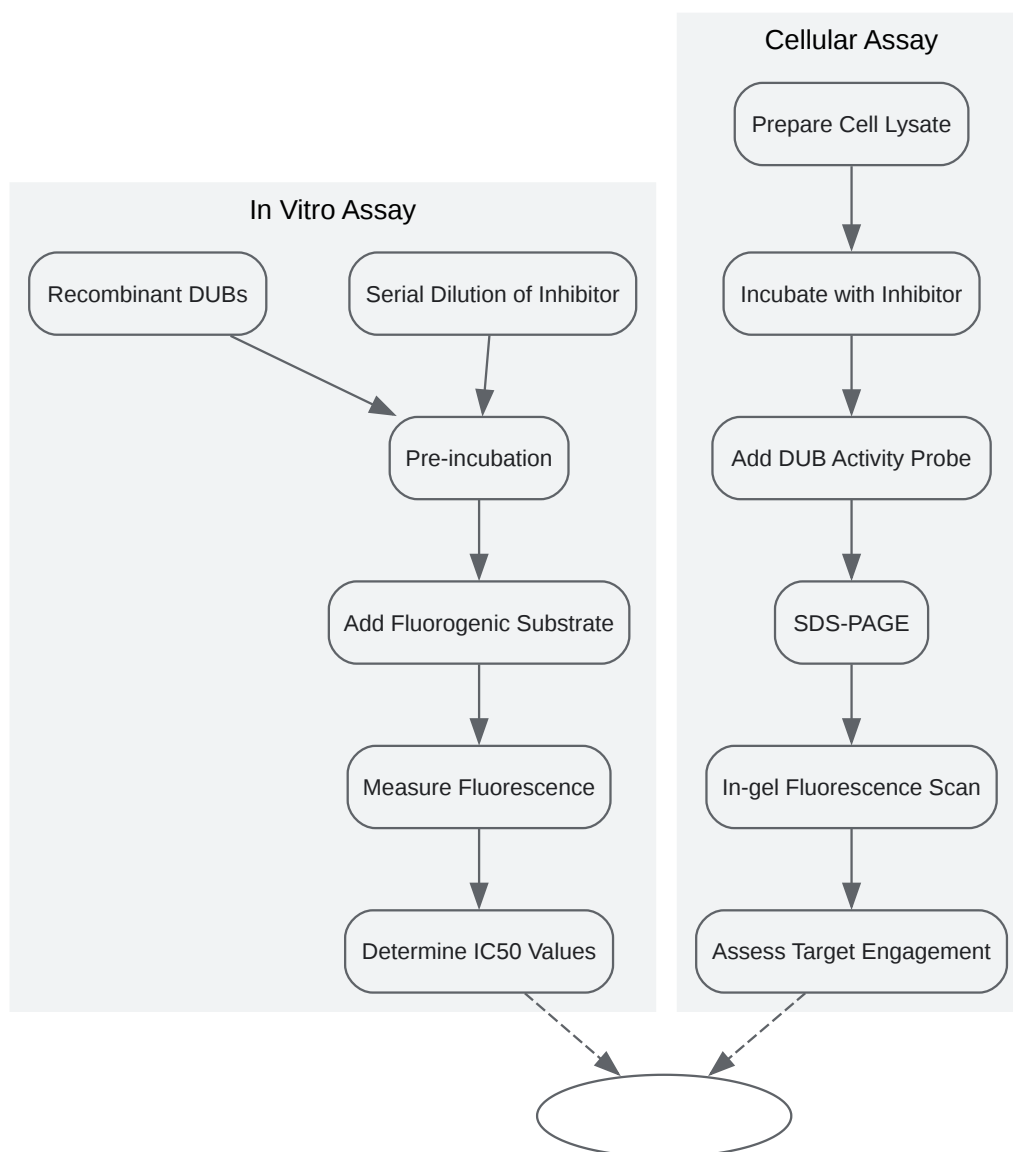 In Vitro Assay
Recombinant DUBs
Serial Dilution of Inhibitor
Pre-incubation
Add Fluorogenic Substrate
Measure Fluorescence
Determine IC50 Values
Cellular Assay
Prepare Cell Lysate
Incubate with Inhibitor
Add DUB Activity Probe
SDS-PAGE
In-gel Fluorescence Scan
Assess Target Engagement